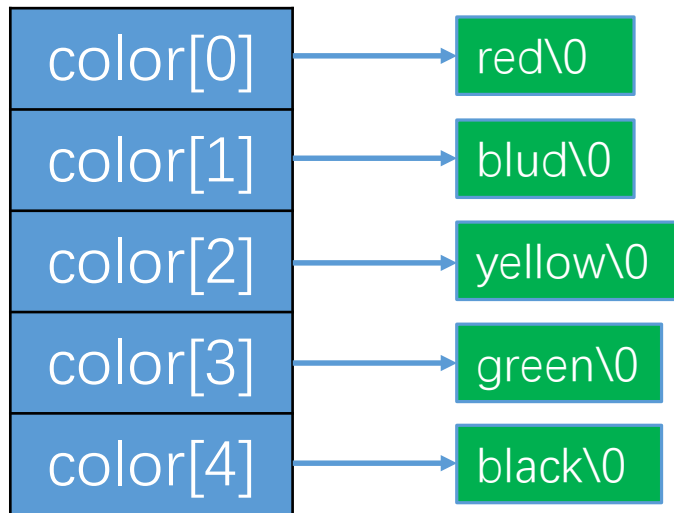 color[0] red\0
color[1] blud\0
color[2] yellow\0
color[3] green\0
color[4] black\0